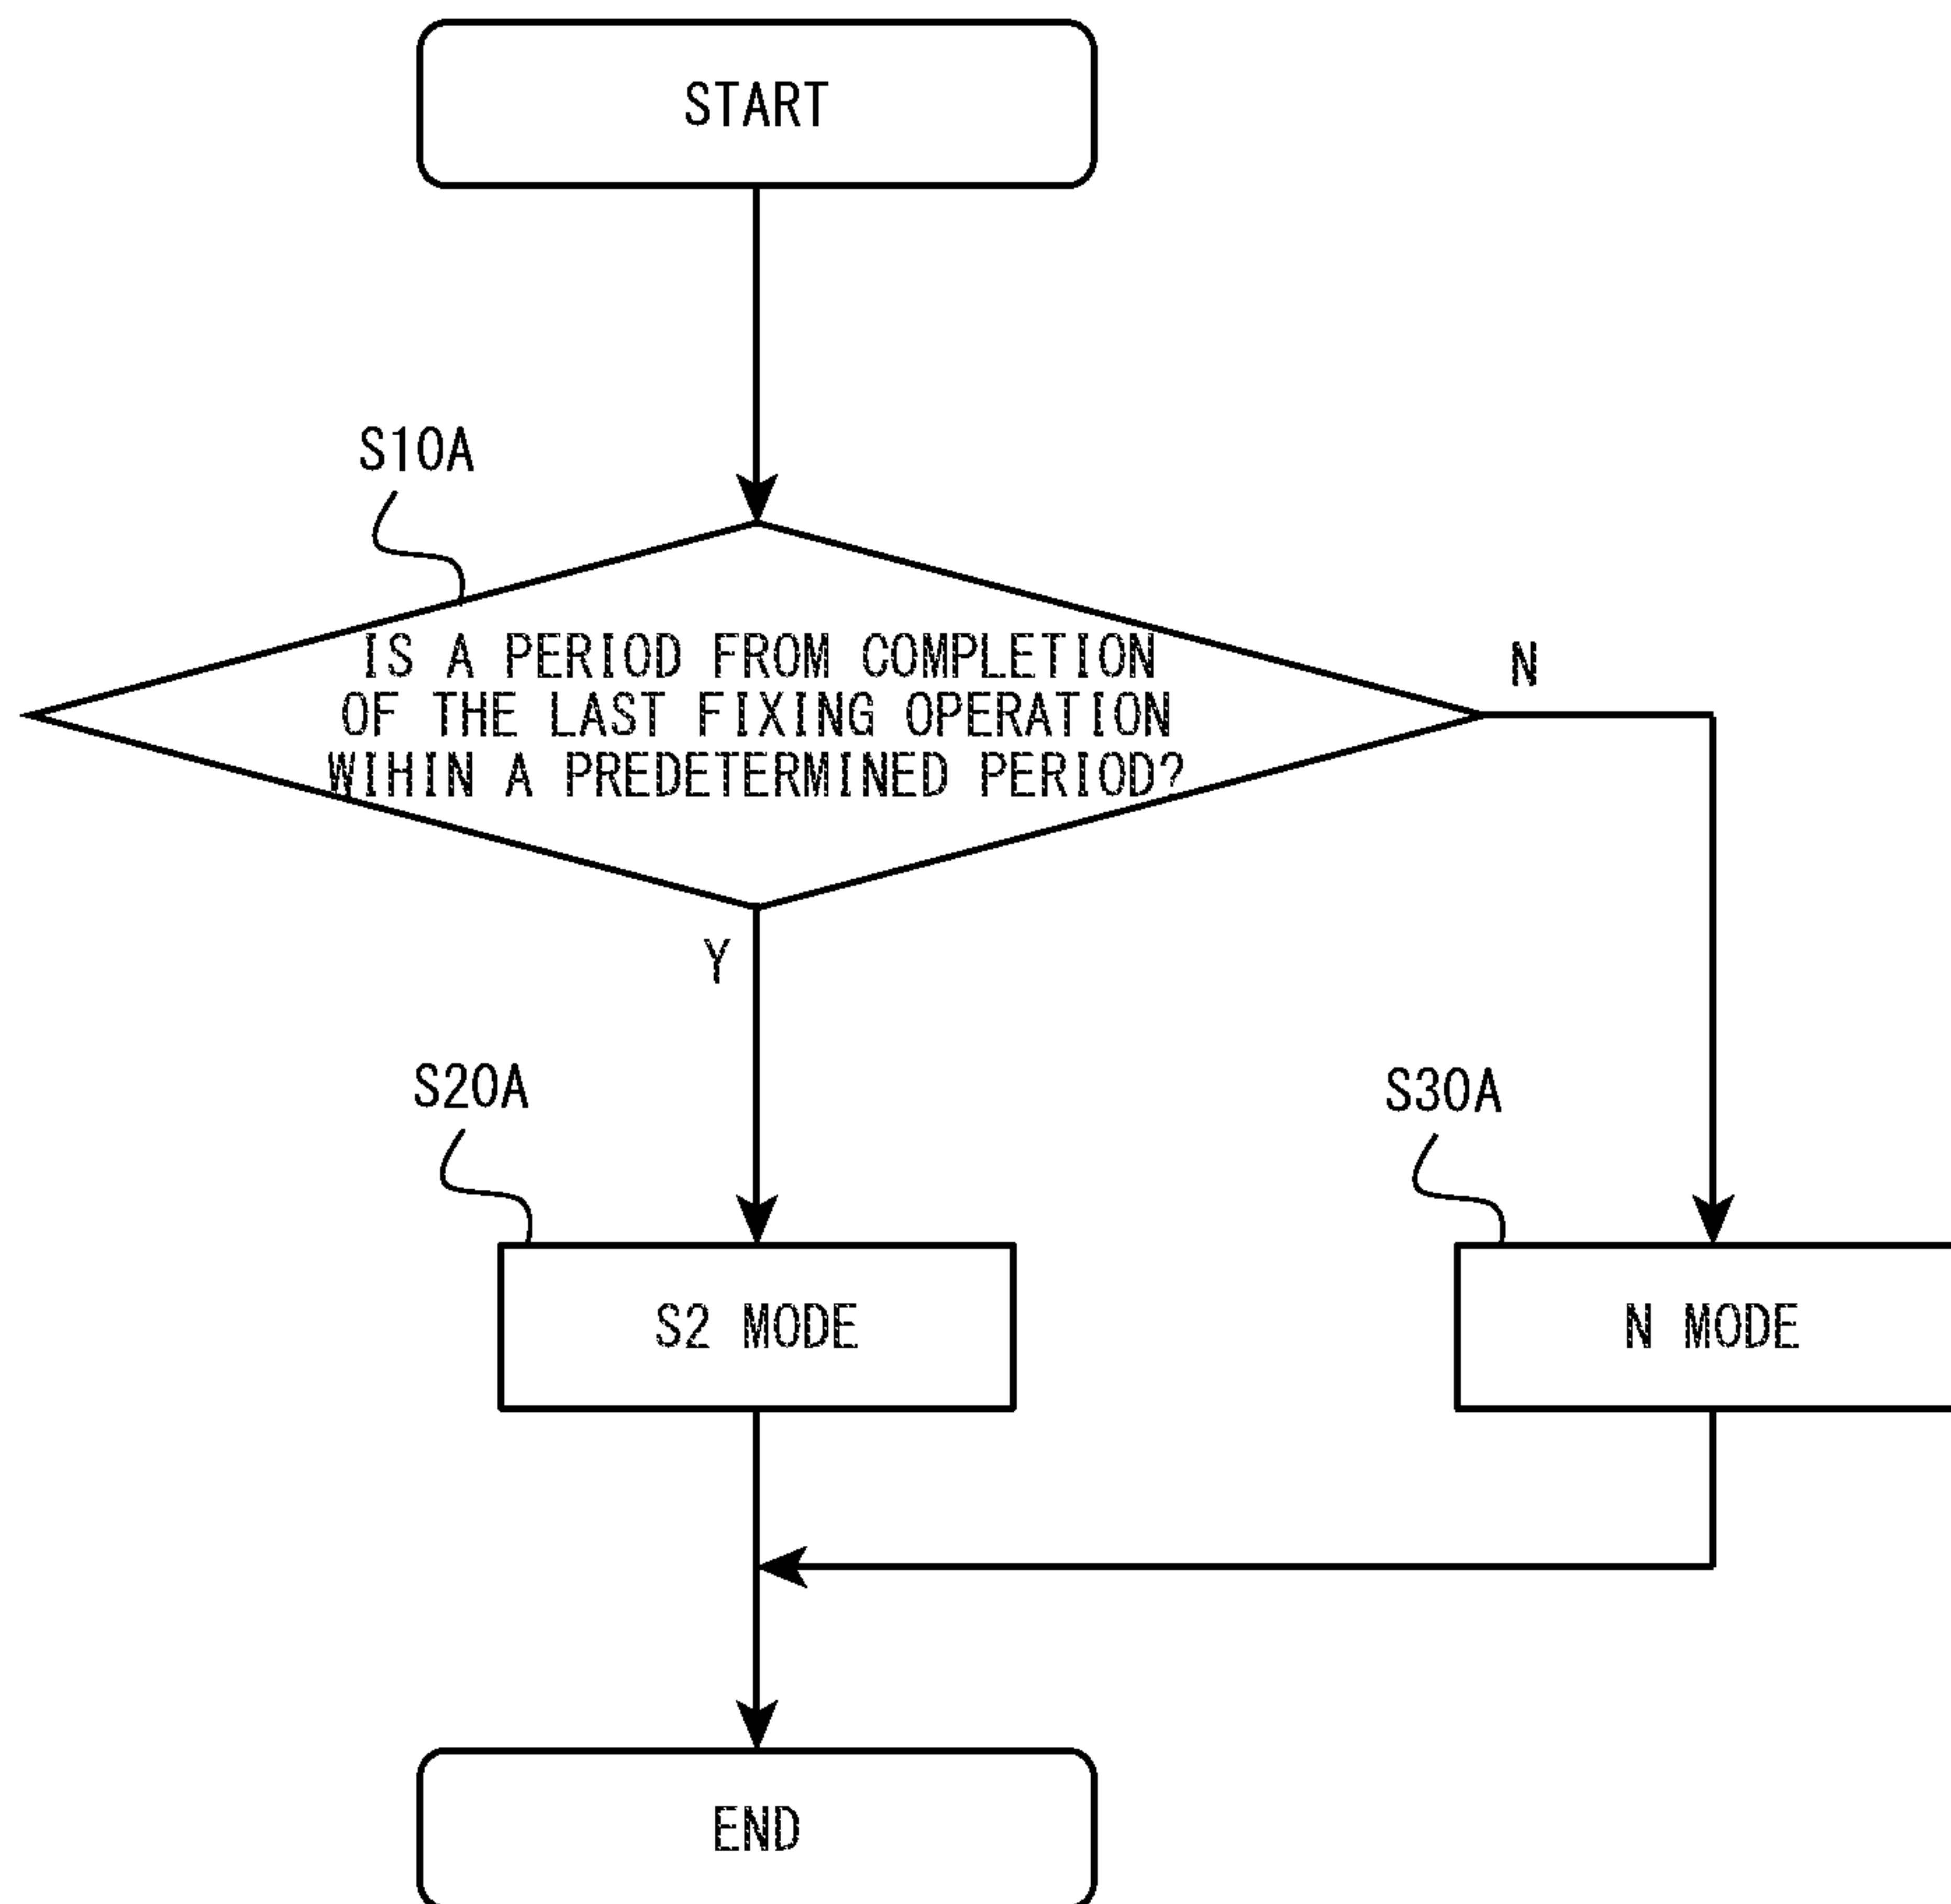 START
S10A
IS A PERIOD FROM COMPLETION
OF THE LAST FIXING OPERATION
WIHIN A PREDETERMINED PERIOD?
N
Y
S20A
S30A
S2 MODE
N MODE
END